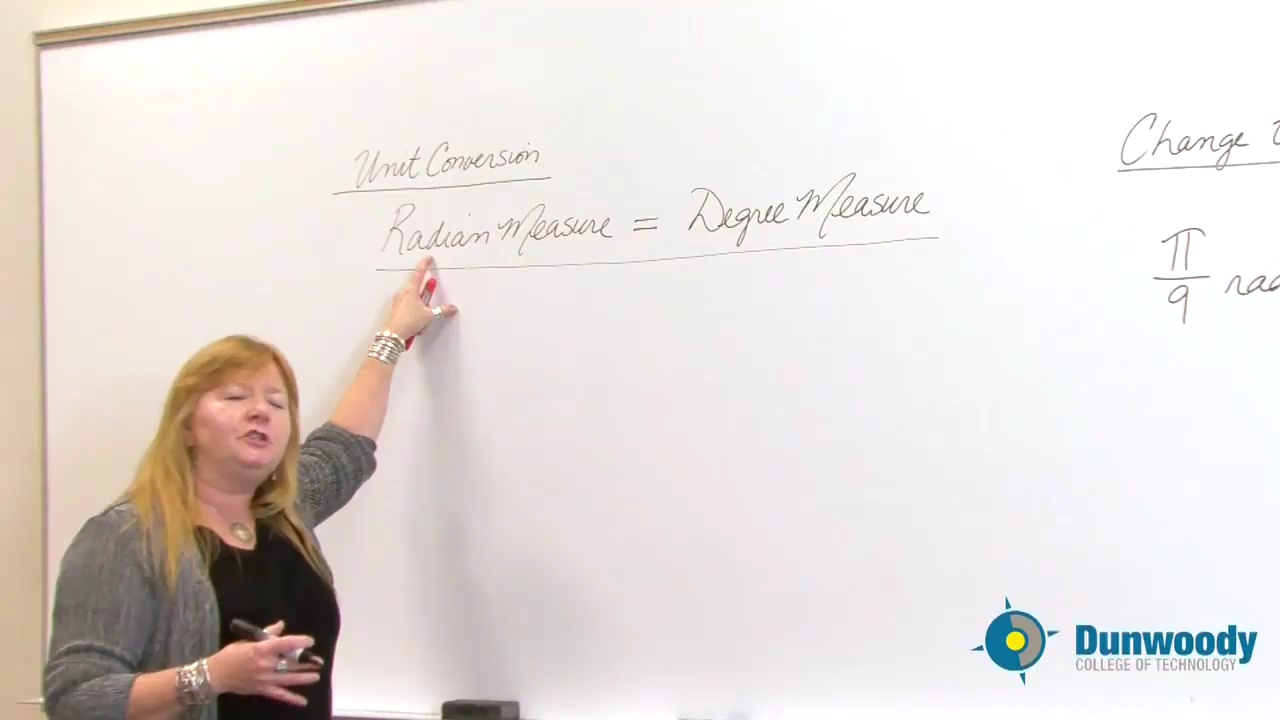 Unit Conversion
Radian Measure = Degree Measure
Change
π
9
Dunwoody
COLLEGE OF TECHNOLOGY